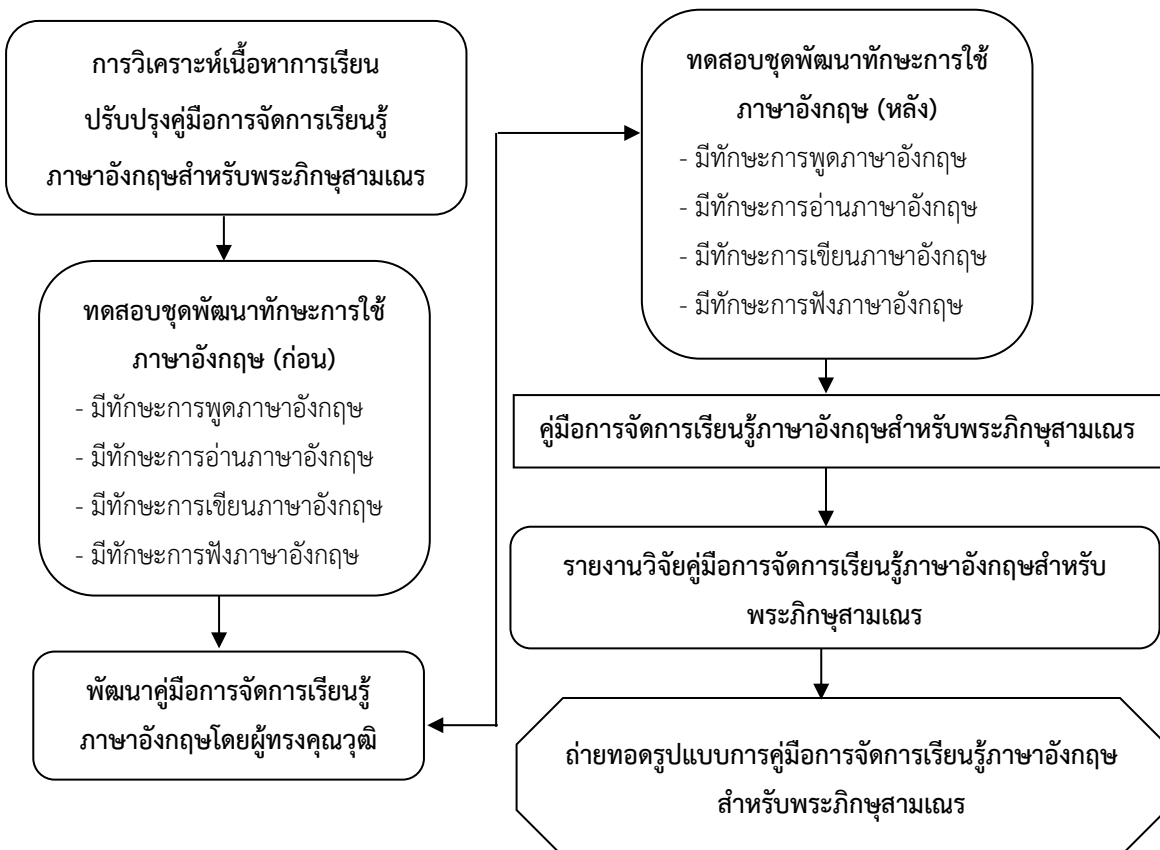 การวิเคราะห์เนื้อหาการเรียน
ปรับปรุงคู่มือการจัดการเรียนรู้
ภาษาอังกฤษสำหรับพระภิกษุสามเณร
ทดสอบชุดพัฒนาทักษะการใช้
ภาษาอังกฤษ (ก่อน)
- มีทักษะการพูดภาษาอังกฤษ
- มีทักษะการอ่านภาษาอังกฤษ
- มีทักษะการเขียนภาษาอังกฤษ
- มีทักษะการฟังภาษาอังกฤษ
พัฒนาคู่มือการจัดการเรียนรู้
ภาษาอังกฤษโดยผู้ทรงคุณวุฒิ
ทดสอบชุดพัฒนาทักษะการใช้
ภาษาอังกฤษ (หลัง)
- มีทักษะการพูดภาษาอังกฤษ
- มีทักษะการอ่านภาษาอังกฤษ
- มีทักษะการเขียนภาษาอังกฤษ
- มีทักษะการฟังภาษาอังกฤษ
คู่มือการจัดการเรียนรู้ภาษาอังกฤษสำหรับพระภิกษุสามเณร
รายงานวิจัยคู่มือการจัดการเรียนรู้ภาษาอังกฤษสำหรับ
พระภิกษุสามเณร
ถ่ายทอดรูปแบบการคู่มือการจัดการเรียนรู้ภาษาอังกฤษ
สำหรับพระภิกษุสามเณร